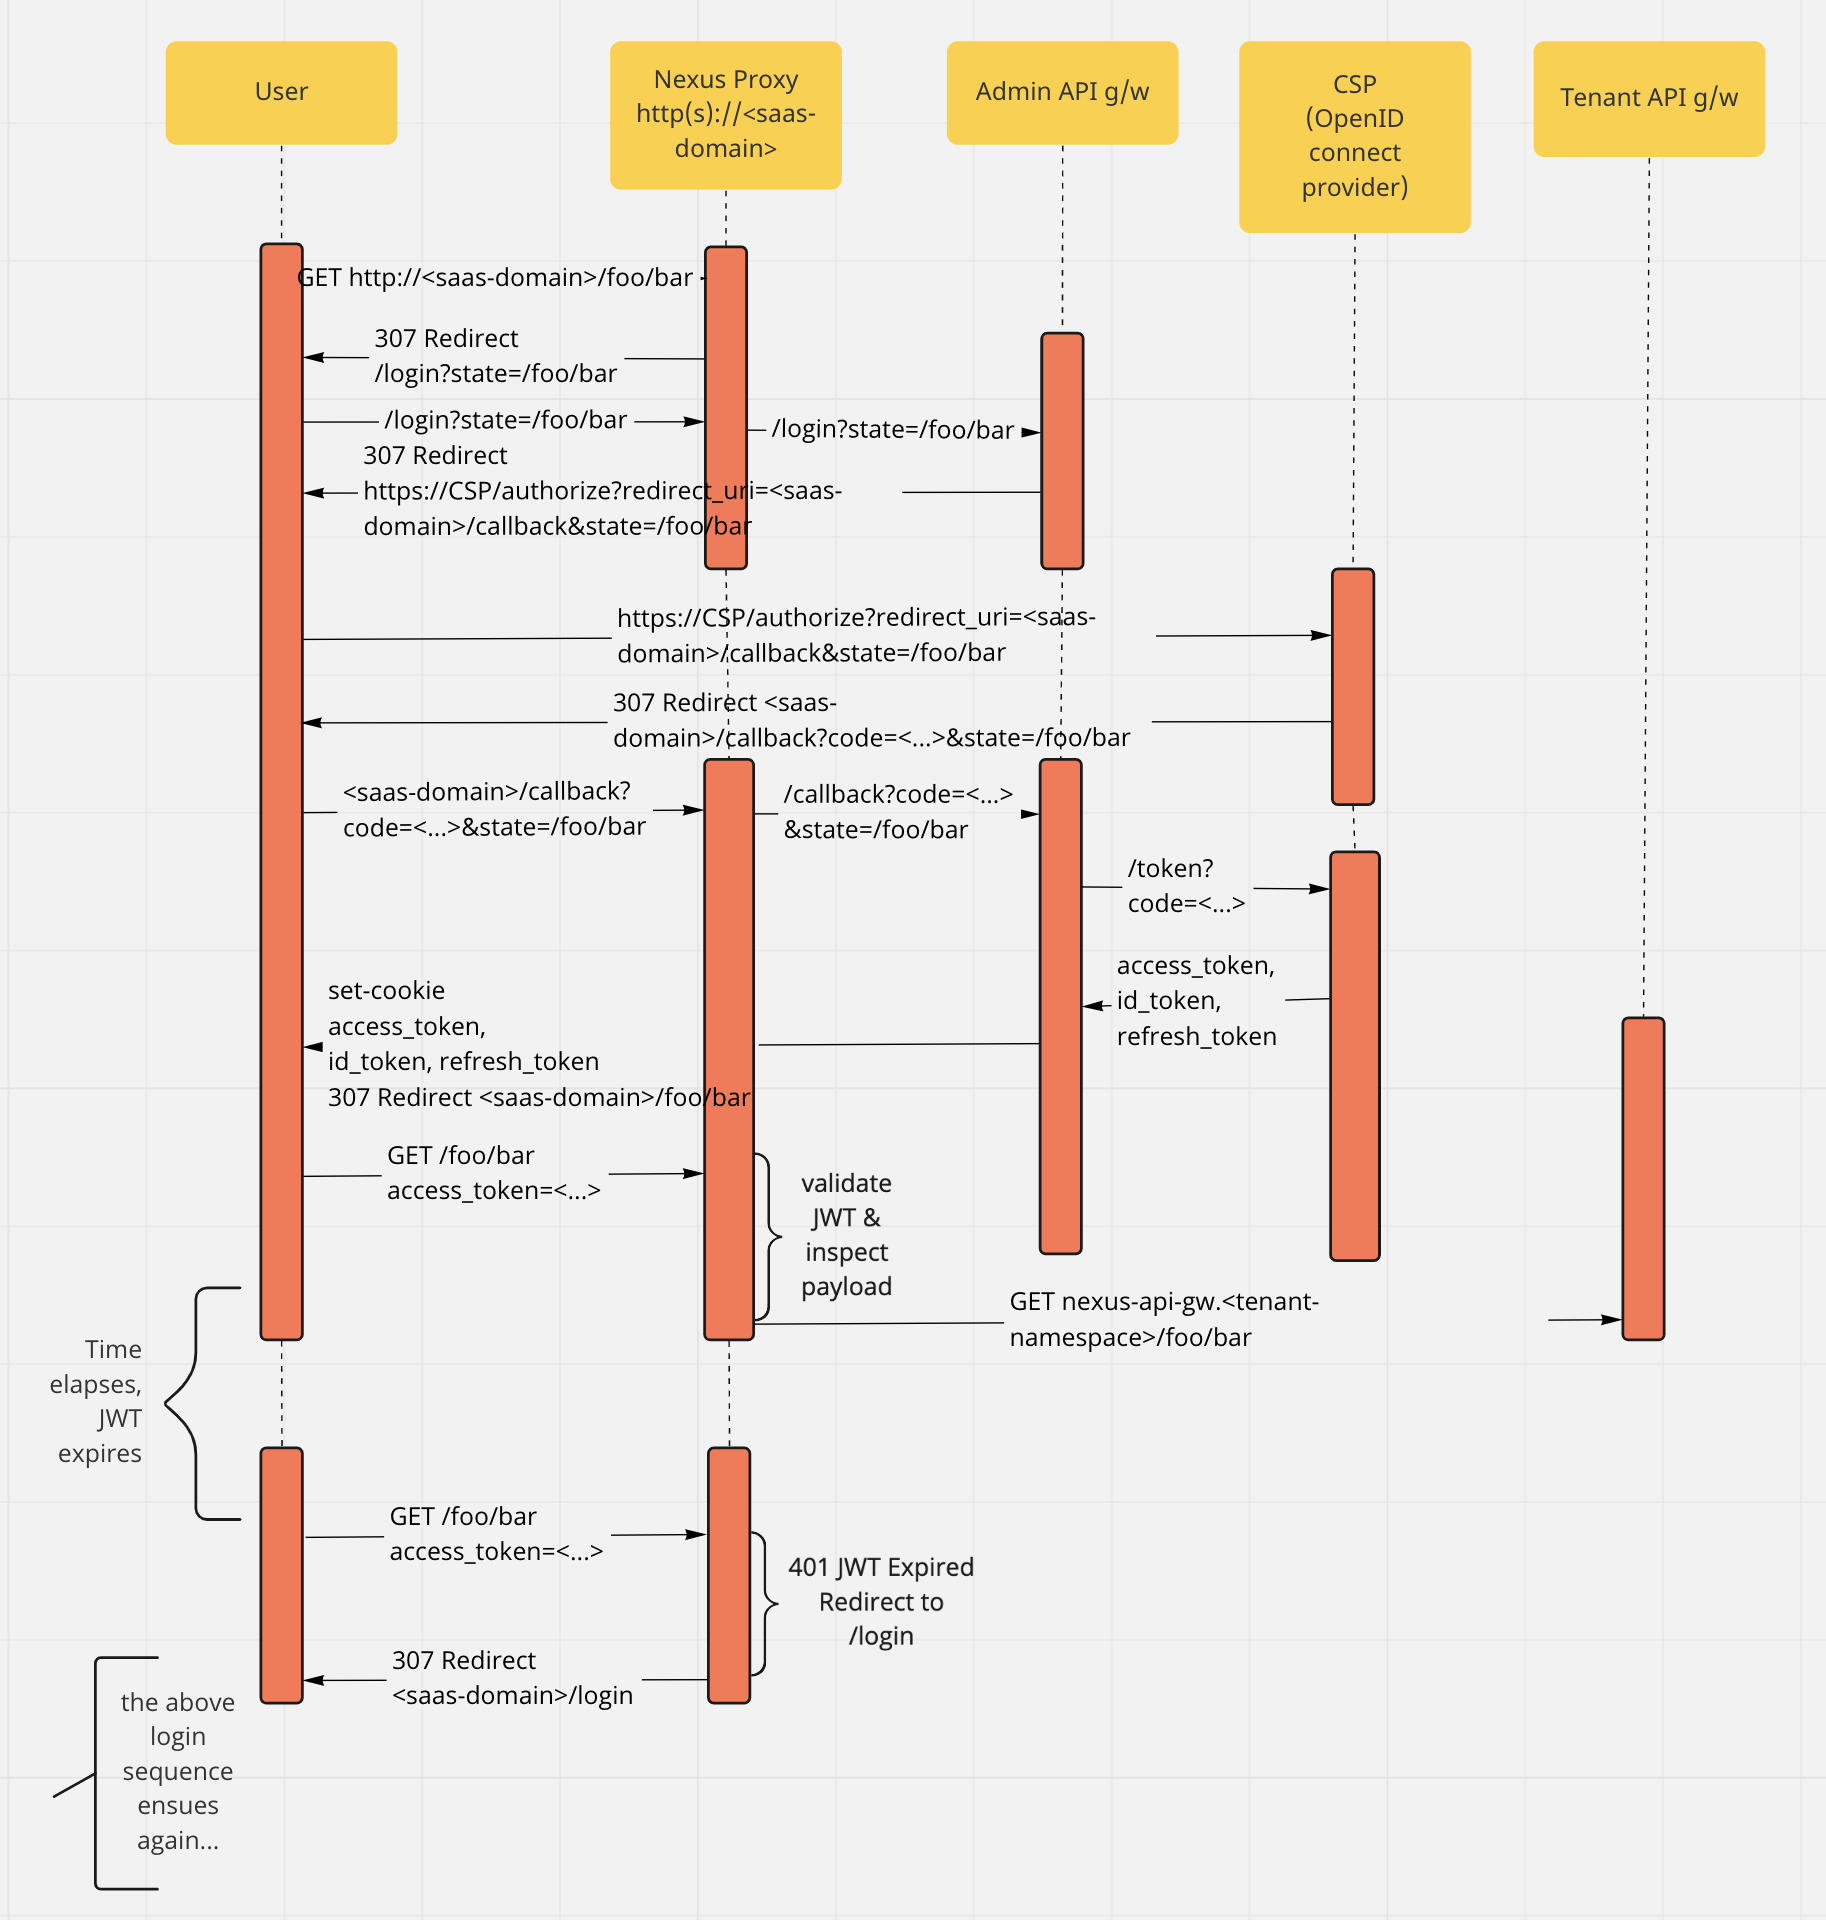 User
Nexus Proxy
http(s)://<saas-
domain>
Admin API g/w
CSP
(OpenID
connect
provider)
Tenant API g/w
GET http://<saas-domain>/foo/bar
307 Redirect
/login?state=/foo/bar
/login?state=/foo/bar
/login?state=/foo/bar
307 Redirect
https://CSP/authorize?redirect_uri=<saas-
domain>/callback&state=/foo/bar
https://CSP/authorize?redirect_uri=<saas-
domain>/callback&state=/foo/bar
307 Redirect <saas-
domain>/callback?code=<...>&state=/foo/bar
<saas-domain>/callback?
code=<...>&state=/foo/bar
/callback?code=<...>
&state=/foo/bar
/token?
code=<...>
access_token,
id_token,
refresh_token
set-cookie
access_token,
id_token, refresh_token
307 Redirect <saas-domain>/foo/bar
GET /foo/bar
access_token=<...>
validate
JWT &
inspect
payload
GET nexus-api-gw.<tenant-
namespace>/foo/bar
Time
elapses,
JWT
expires
GET /foo/bar
access_token=<...>
401 JWT Expired
Redirect to
/login
307 Redirect
<saas-domain>/login
the above
login
sequence
ensues
again...